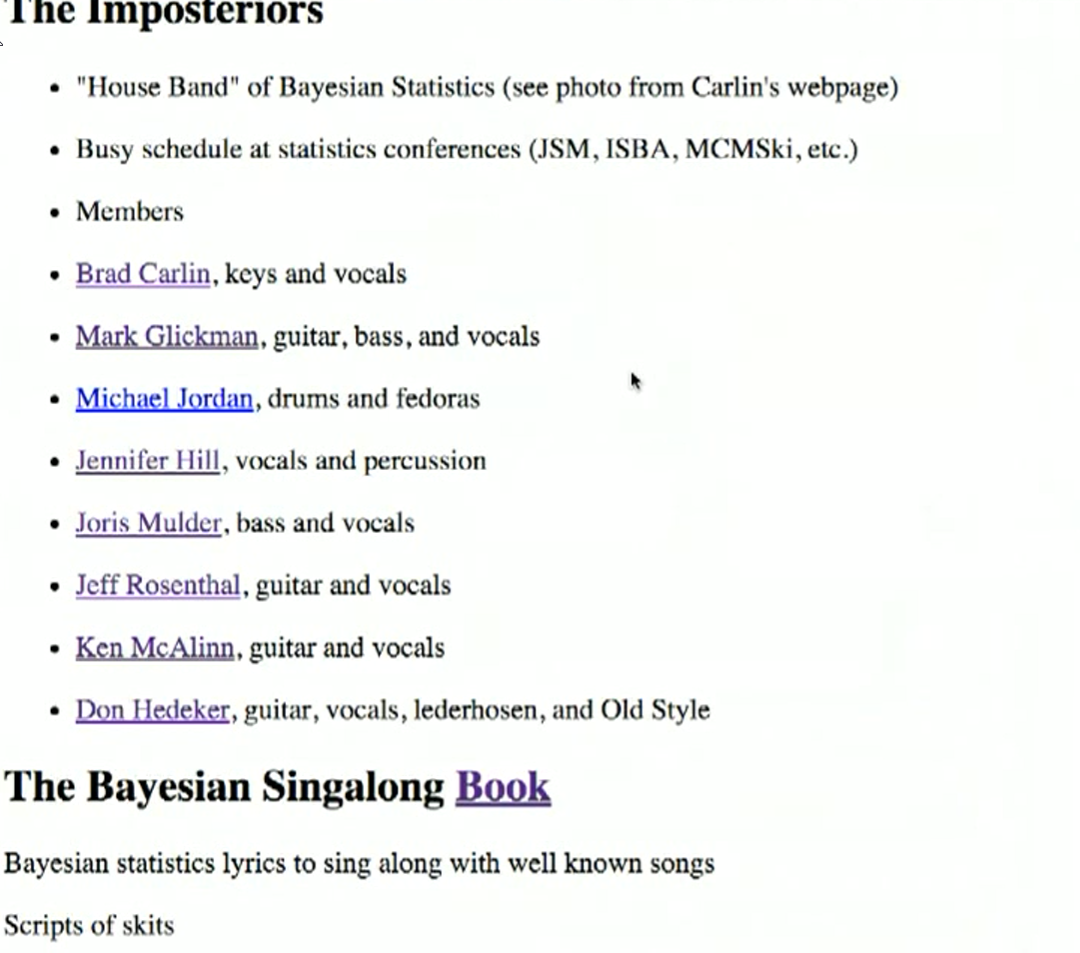 The Imposteriors
"House Band" of Bayesian Statistics (see photo from Carlin's webpage)
Busy schedule at statistics conferences (JSM, ISBA, MCMSki, etc.)
Members
Brad Carlin, keys and vocals
Mark Glickman, guitar, bass, and vocals
Michael Jordan, drums and fedoras
Jennifer Hill, vocals and percussion
Joris Mulder, bass and vocals
Jeff Rosenthal, guitar and vocals
Ken McAlinn, guitar and vocals
Don Hedeker, guitar, vocals, lederhosen, and Old Style
The Bayesian Singalong Book
Bayesian statistics lyrics to sing along with well known songs
Scripts of skits